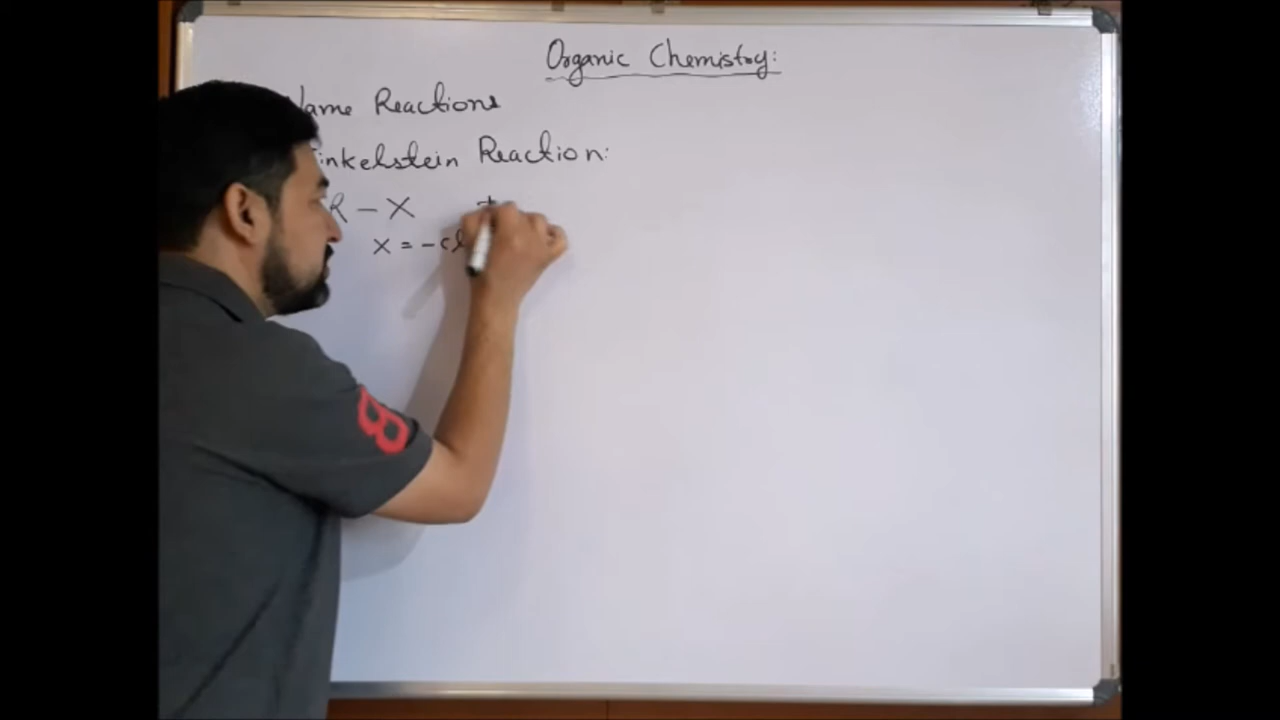 Organic Chemistry:
Name Reactions
Finkelstein Reaction:
R - X +
X = - Cl
B